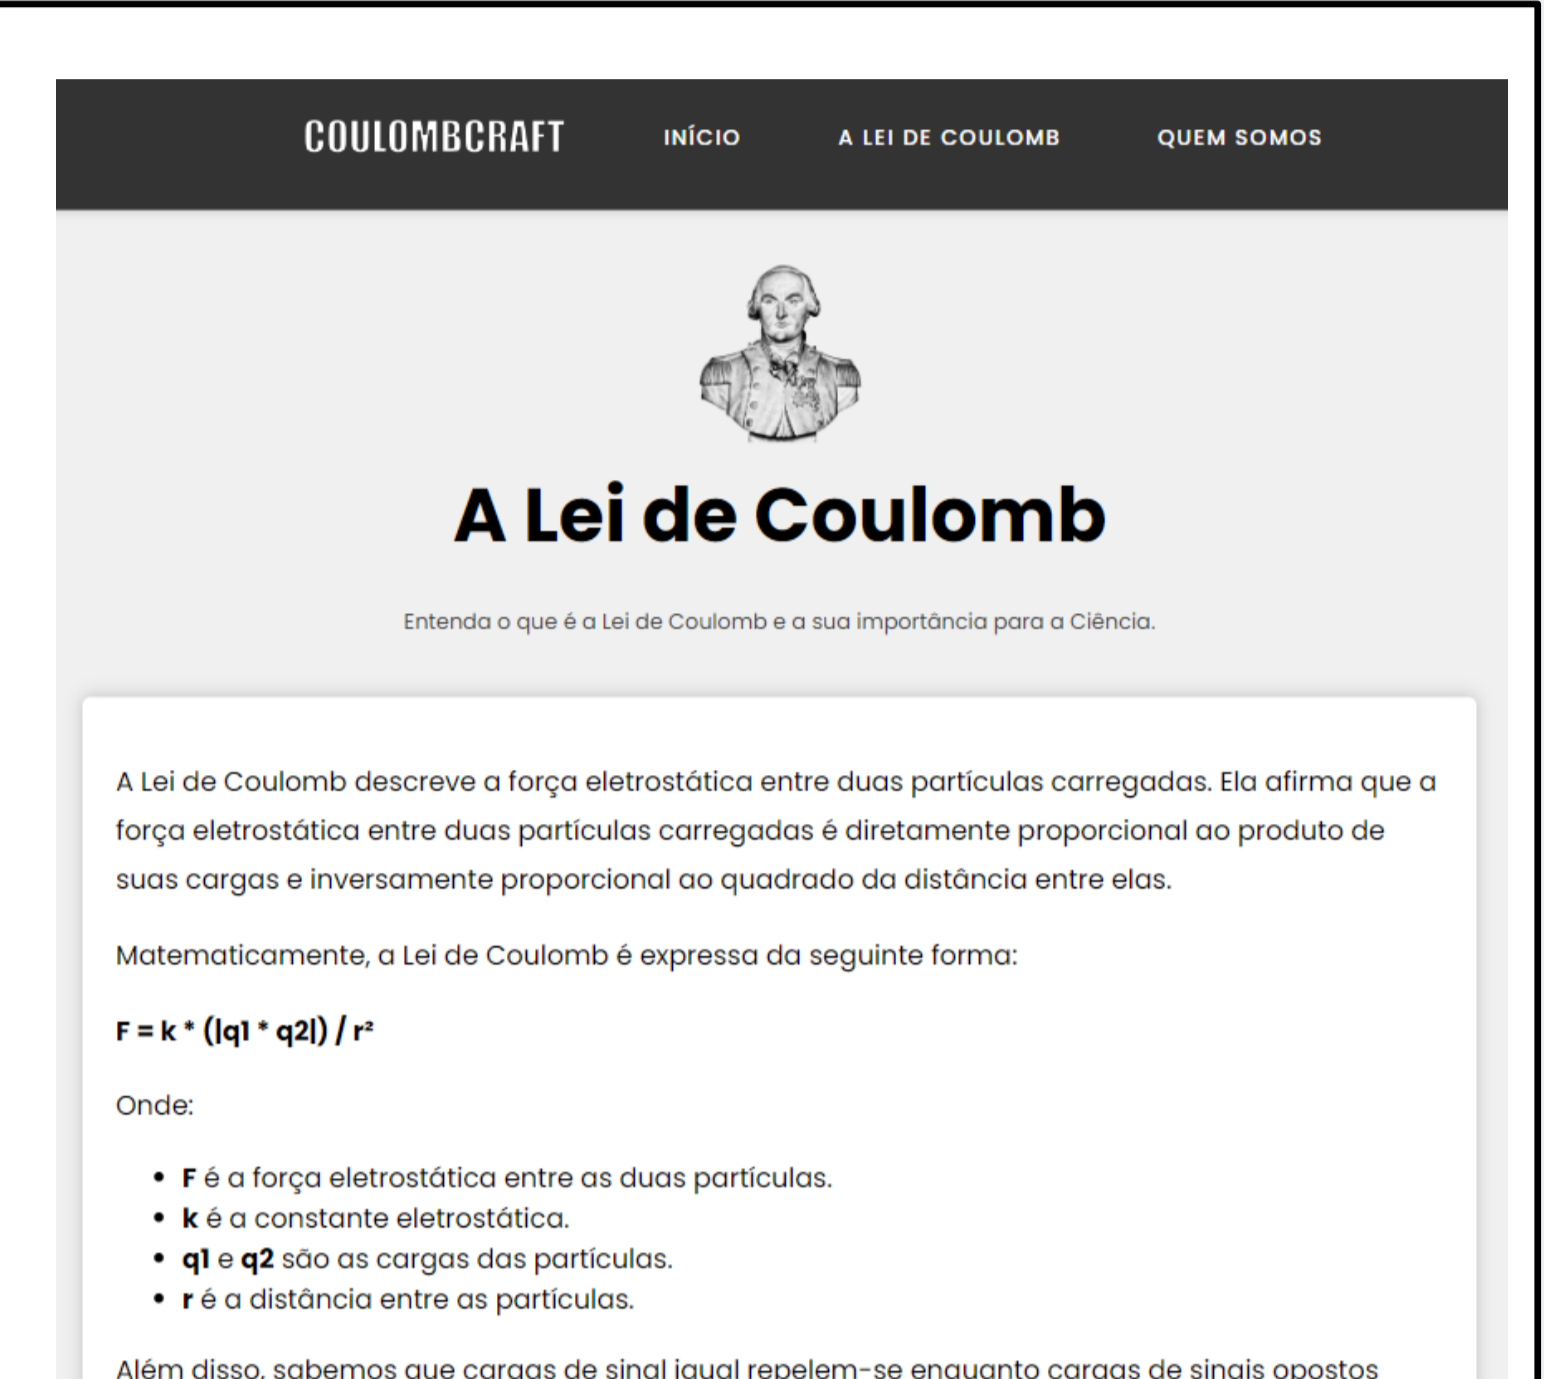 COULOMBCRAFT INÍCIO A LEI DE COULOMB QUEM SOMOS
A Lei de Coulomb
Entenda o que é a Lei de Coulomb e a sua importância para a Ciência.
A Lei de Coulomb descreve a força eletrostática entre duas partículas carregadas. Ela afirma que a
força eletrostática entre duas partículas carregadas é diretamente proporcional ao produto de
suas cargas e inversamente proporcional ao quadrado da distância entre elas.
Matematicamente, a Lei de Coulomb é expressa da seguinte forma:
F = k * (|q1 * q2|) / r²
Onde:
• F é a força eletrostática entre as duas partículas.
• k é a constante eletrostática.
• q1 e q2 são as cargas das partículas.
• r é a distância entre as partículas.
Além disso, sabemos que cargas de sinal igual repelem-se enquanto cargas de sinais opostos